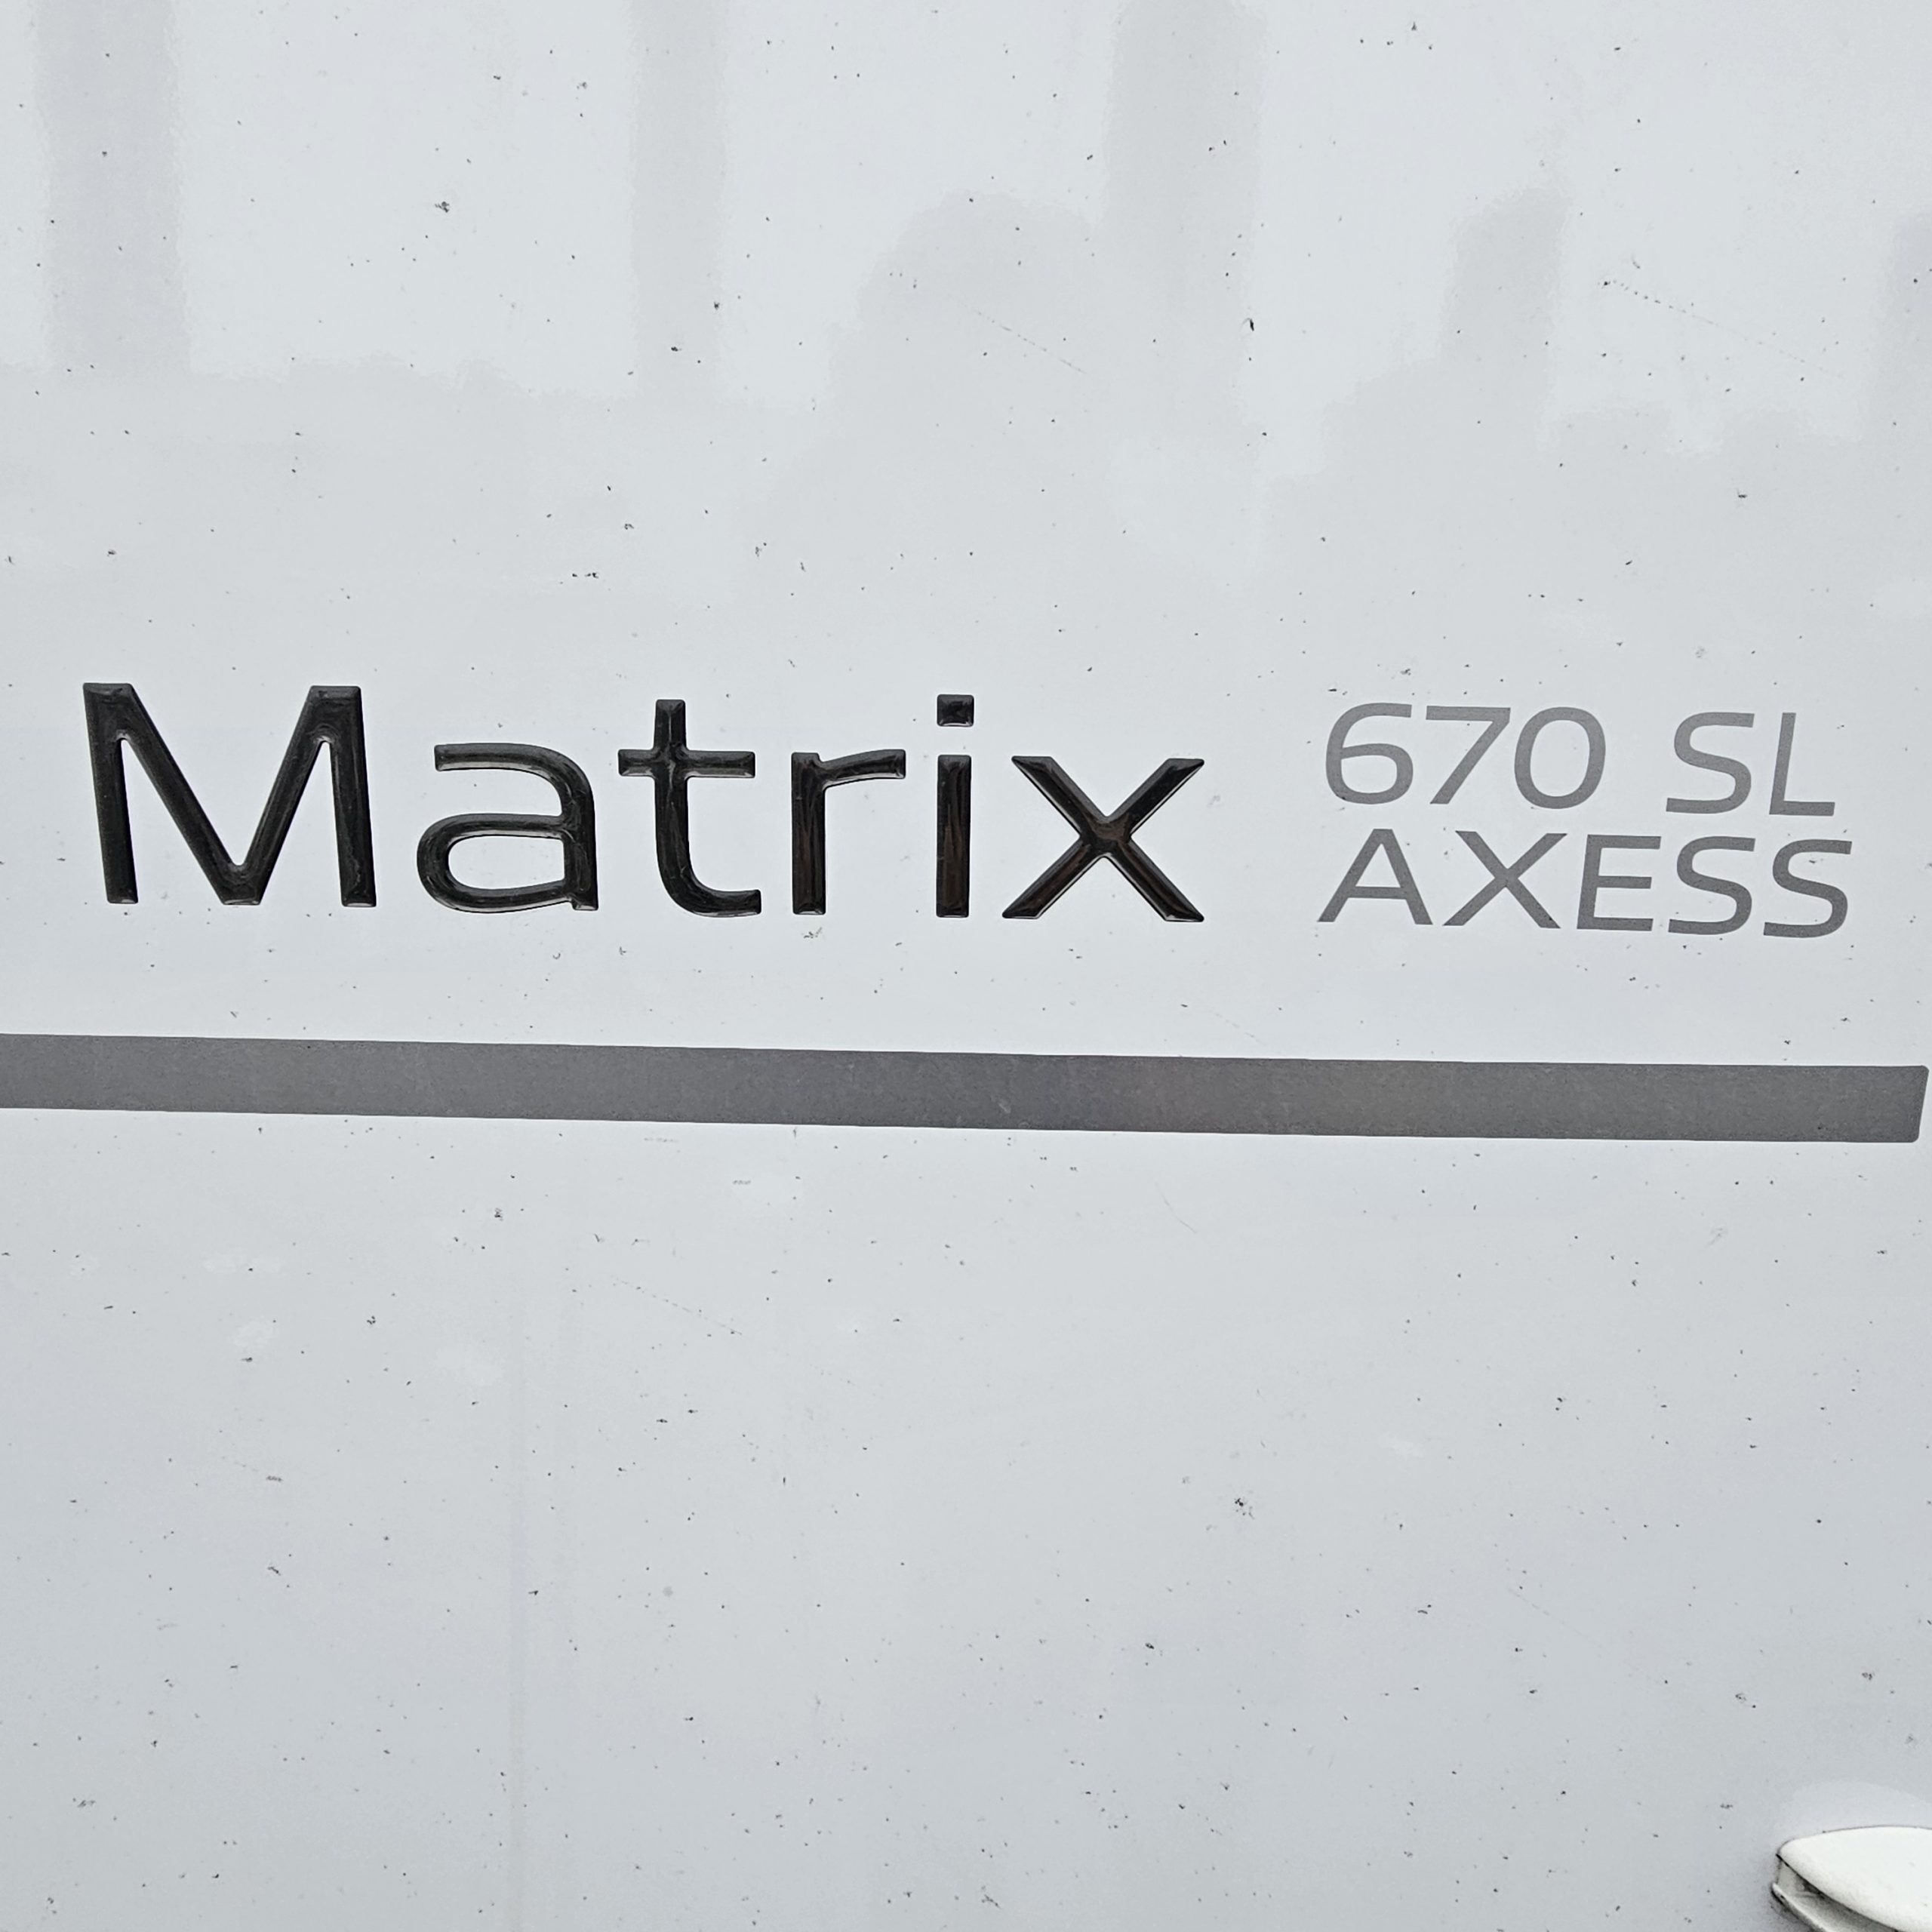 Matrix
670 SL
AXESS